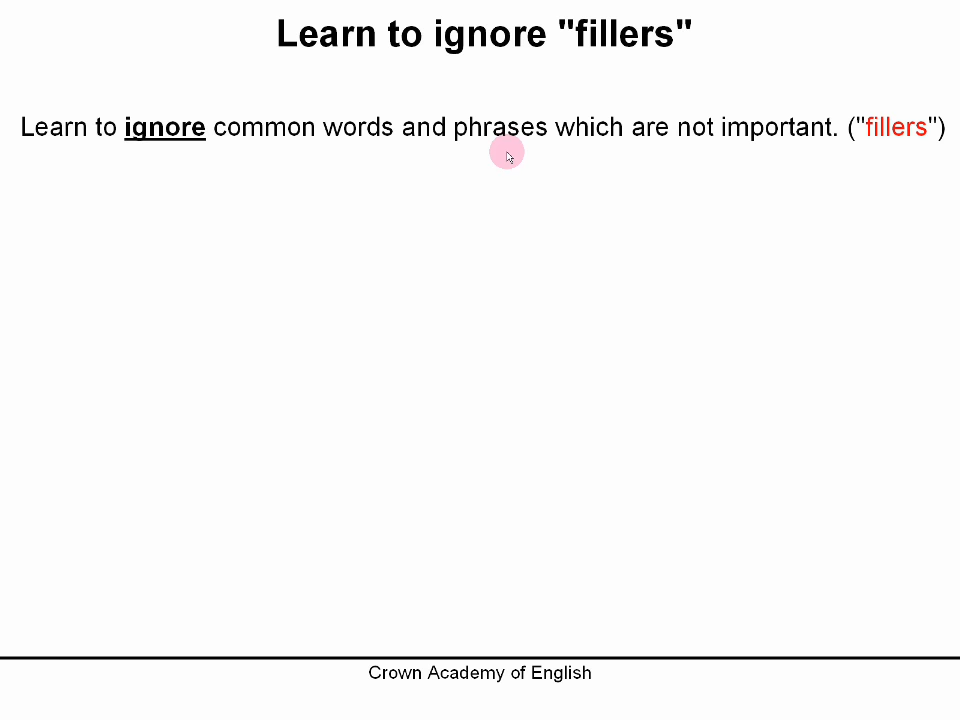 Learn to ignore "fillers"
Learn to ignore common words and phrases which are not important. ("fillers")
Crown Academy of English